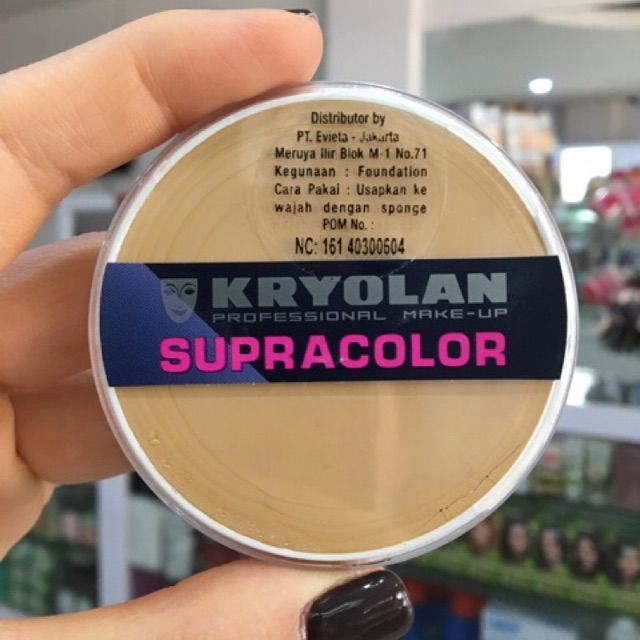 Distributor by
PT. Evieta - Jakarta
Meruya Ilir Blok M-1 No.71
Kegunaan : Foundation
Cara Pakai : Usapkan ke
wajah dengan sponge
POM No. :
NC: 161 40300604
KRYOLAN
PROFESSIONAL MAKE-UP
SUPRACOLOR